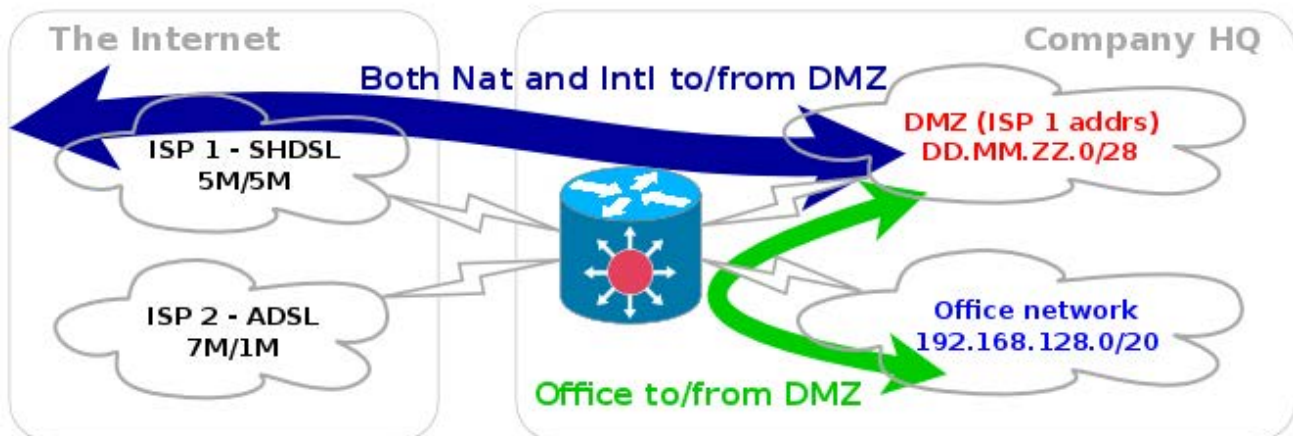 The Internet
Company HQ
Both Nat and Intl to/from DMZ
ISP 1 - SHDSL
5M/5M
DMZ (ISP 1 addrs)
DD.MM.ZZ.0/28
ISP 2 - ADSL
7M/1M
Office network
192.168.128.0/20
Office to/from DMZ